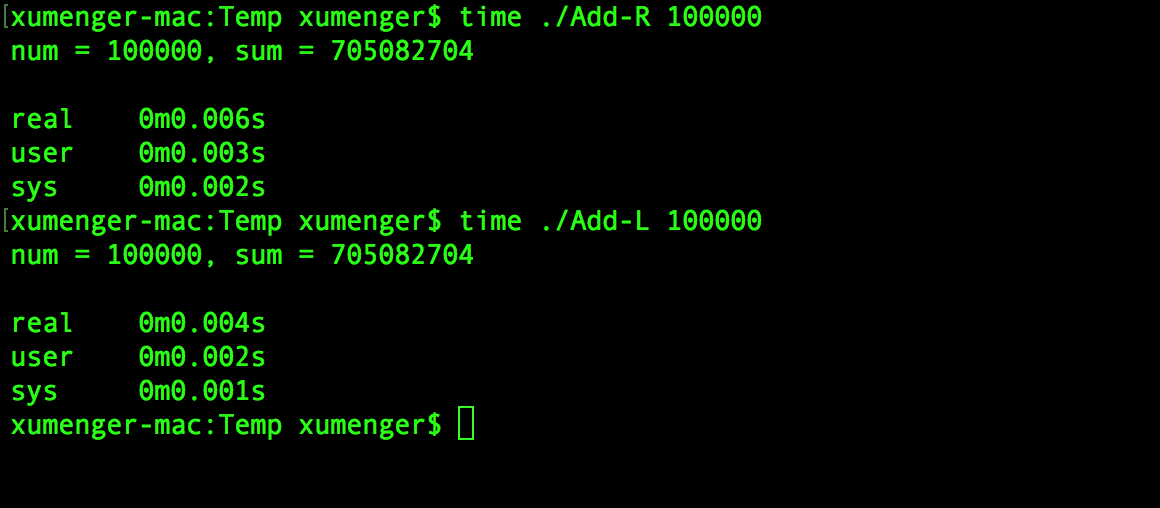 [xumenger-mac:Temp xumenger$ time ./Add-R 100000
num = 100000, sum = 705082704
real    0m0.006s
user    0m0.003s
sys     0m0.002s
[xumenger-mac:Temp xumenger$ time ./Add-L 100000
num = 100000, sum = 705082704
real    0m0.004s
user    0m0.002s
sys     0m0.001s
xumenger-mac:Temp xumenger$